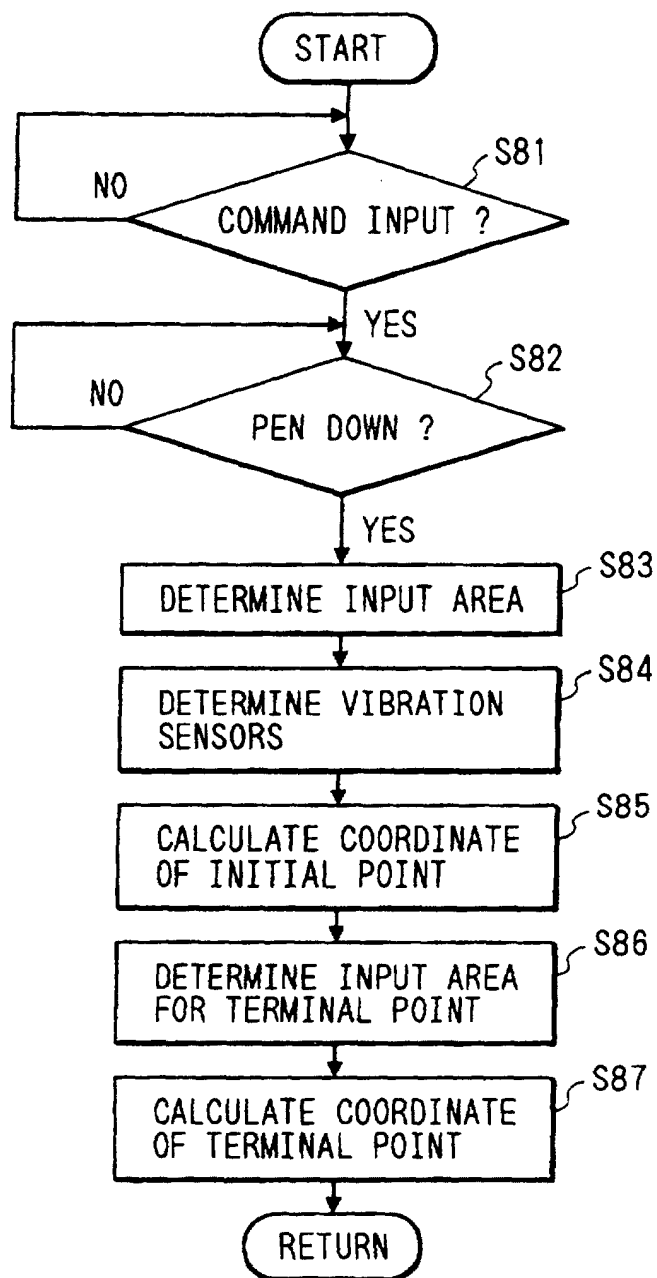 START
S81
NO
COMMAND INPUT ?
YES
S82
NO
PEN DOWN ?
YES
S83
DETERMINE INPUT AREA
S84
DETERMINE VIBRATION
SENSORS
S85
CALCULATE COORDINATE
OF INITIAL POINT
S86
DETERMINE INPUT AREA
FOR TERMINAL POINT
S87
CALCULATE COORDINATE
OF TERMINAL POINT
RETURN